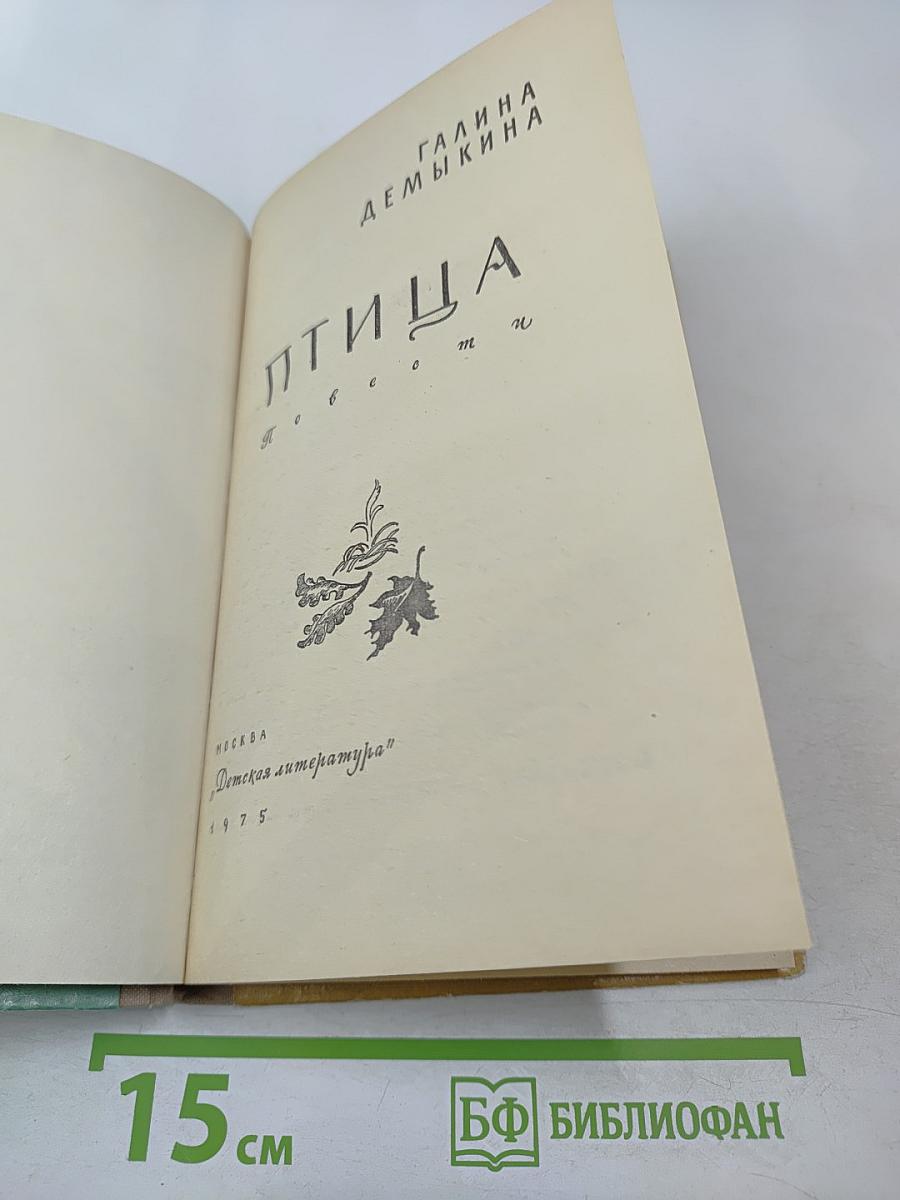 ГАЛИНА
ДЕМЫКИНА
ПТИЦА
Повести
МОСКВА
„Детская литература"
1975
15 см
БФ БИБЛИОФАН